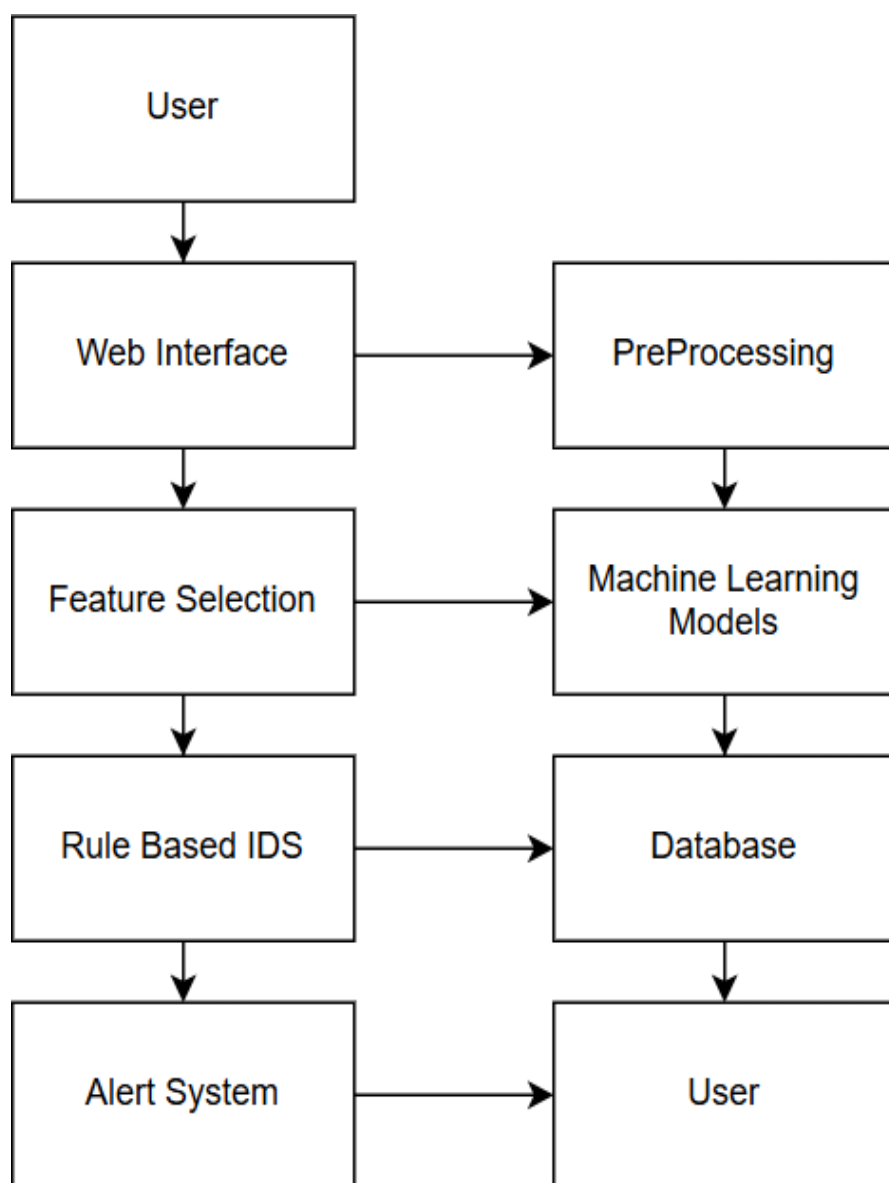 User
Web Interface
PreProcessing
Feature Selection
Machine Learning
Models
Rule Based IDS
Database
Alert System
User